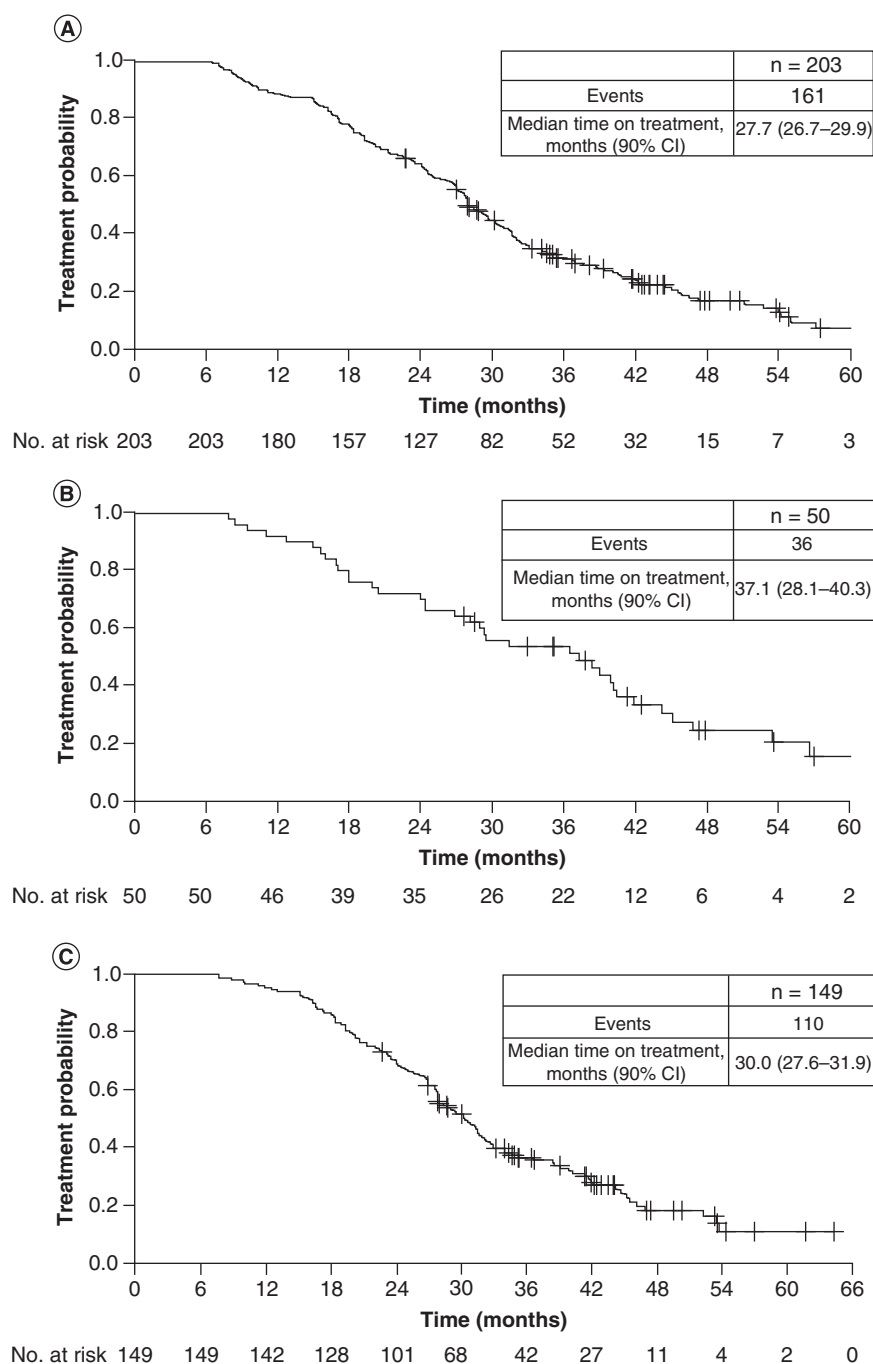 A
1.0
0.8
0.6
0.4
0.2
0.0
Treatment probability
n = 203
Events 161
Median time on treatment, months (90% CI) 27.7 (26.7–29.9)
0 6 12 18 24 30 36 42 48 54 60
Time (months)
No. at risk 203 203 180 157 127 82 52 32 15 7 3
B
1.0
0.8
0.6
0.4
0.2
0.0
Treatment probability
n = 50
Events 36
Median time on treatment, months (90% CI) 37.1 (28.1–40.3)
0 6 12 18 24 30 36 42 48 54 60
Time (months)
No. at risk 50 50 46 39 35 26 22 12 6 4 2
C
1.0
0.8
0.6
0.4
0.2
0.0
Treatment probability
n = 149
Events 110
Median time on treatment, months (90% CI) 30.0 (27.6–31.9)
0 6 12 18 24 30 36 42 48 54 60 66
Time (months)
No. at risk 149 149 142 128 101 68 42 27 11 4 2 0